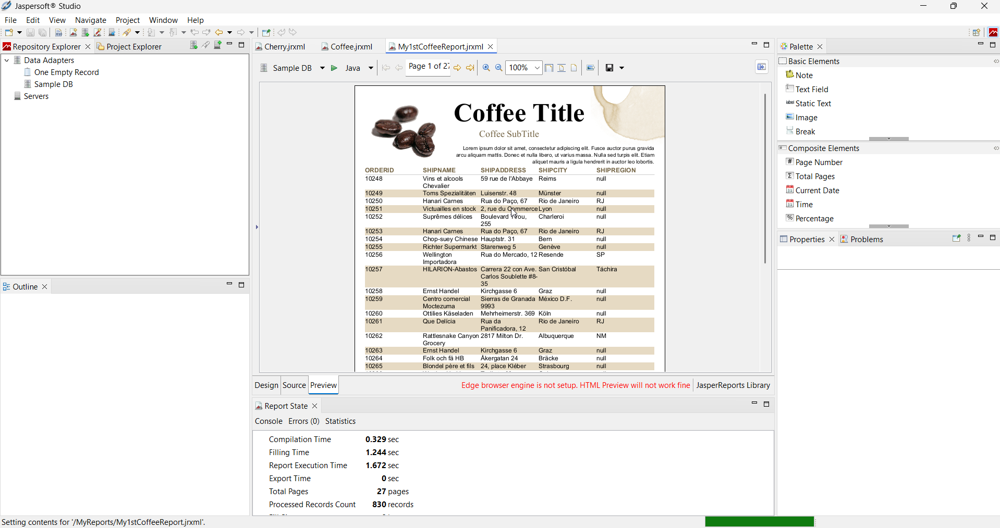 Jaspersoft® Studio
File Edit View Navigate Project Window Help
Repository Explorer
Project Explorer
Data Adapters
One Empty Record
Sample DB
Servers
Outline
Cherry.jrxml
Coffee.jrxml
My1stCoffeeReport.jrxml
Sample DB Java Page 1 of 27 100%
Coffee Title
Coffee SubTitle
Lorem ipsum dolor sit amet, consectetur adipiscing elit. Fusce auctor purus gravida
arcu aliquam mattis. Donec et nulla libero, ut varius massa. Nulla sed turpis elit. Etiam
aliquet mauris a ligula hendrerit in auctor leo lobortis.
ORDERID SHIPNAME SHIPADDRESS SHIPCITY SHIPREGION
10248 Vins et alcools 59 rue de l'Abbaye Reims null
Chevalier
10249 Toms Spezialitäten Luisenstr. 48 Münster null
10250 Hanari Carnes Rua do Paço, 67 Rio de Janeiro RJ
10251 Victuailles en stock 2, rue du Commerce Lyon null
10252 Suprêmes délices Boulevard Tirou, Charleroi null
255
10253 Hanari Carnes Rua do Paço, 67 Rio de Janeiro RJ
10254 Chop-suey Chinese Hauptstr. 31 Bern null
10255 Richter Supermarkt Starenweg 5 Genève null
10256 Wellington Rua do Mercado, 12 Resende SP
Importadora
10257 HILARION-Abastos Carrera 22 con Ave. San Cristóbal Táchira
Carlos Soublette #8-
35
10258 Ernst Handel Kirchgasse 6 Graz null
10259 Centro comercial Sierras de Granada México D.F. null
Moctezuma 9993
10260 Ottilies Käseladen Mehrheimerstr. 369 Köln null
10261 Que Delícia Rua da Rio de Janeiro RJ
Panificadora, 12
10262 Rattlesnake Canyon 2817 Milton Dr. Albuquerque NM
Grocery
10263 Ernst Handel Kirchgasse 6 Graz null
10264 Folk och fä HB Åkergatan 24 Bräcke null
10265 Blondel père et fils 24, place Kléber Strasbourg null
Design Source Preview
Edge browser engine is not setup. HTML Preview will not work fine
JasperReports Library
Report State
Console Errors (0) Statistics
Compilation Time 0.329 sec
Filling Time 1.244 sec
Report Execution Time 1.672 sec
Export Time 0 sec
Total Pages 27 pages
Processed Records Count 830 records
Palette
Basic Elements
Note
Text Field
label Static Text
Image
Break
Composite Elements
# Page Number
Σ Total Pages
31 Current Date
31 Time
% Percentage
Properties
Problems
Setting contents for '/MyReports/My1stCoffeeReport.jrxml'.